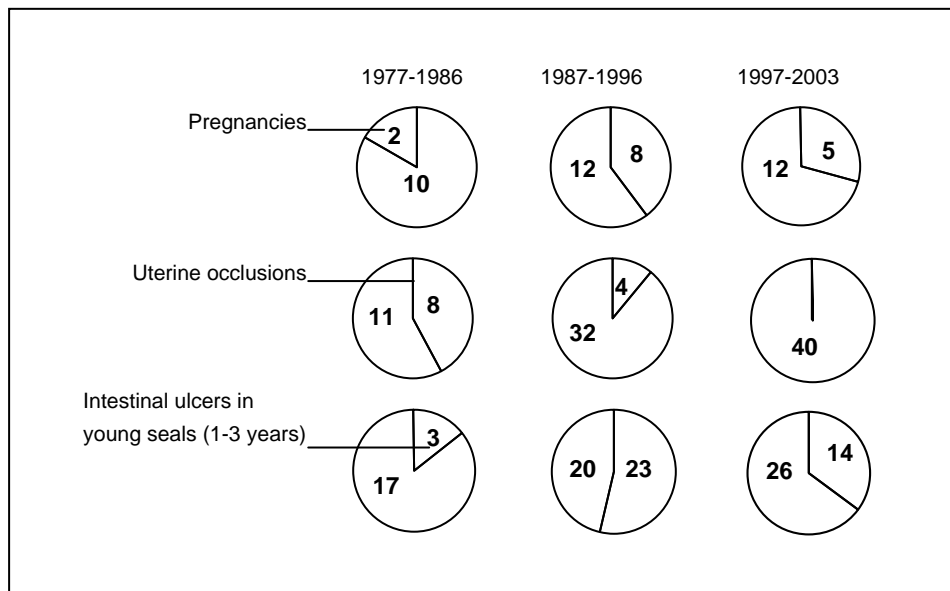 1977-1986 1987-1996 1997-2003
Pregnancies 2 10 12 8 12 5
Uterine occlusions 11 8 4 32 40
Intestinal ulcers in
young seals (1-3 years) 3 17 20 23 26 14